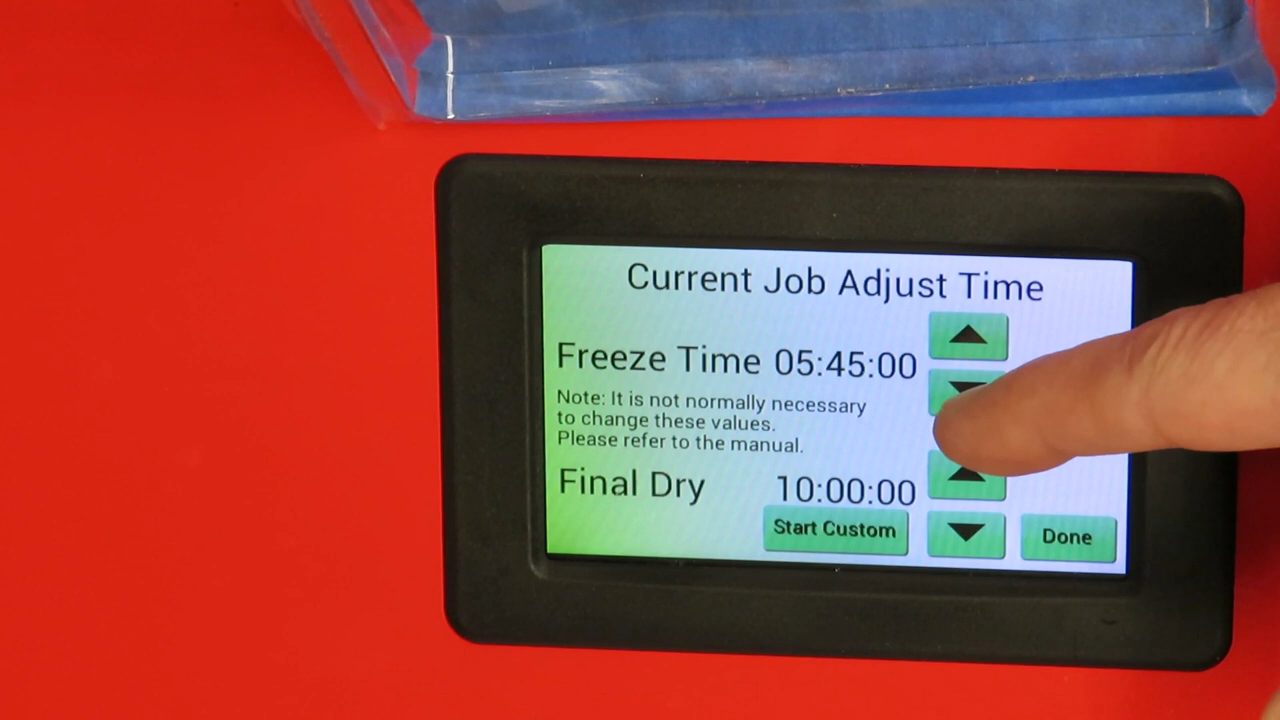 Current Job Adjust Time
Freeze Time 05:45:00
Note: It is not normally necessary
to change these values.
Please refer to the manual.
Final Dry 10:00:00
Start Custom
Done